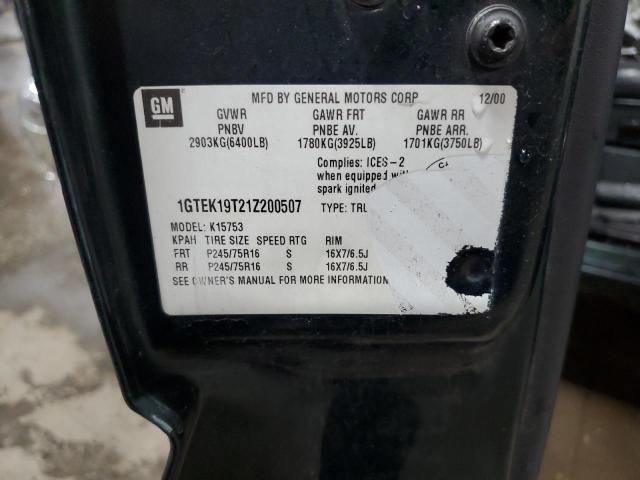 GM
MFD BY GENERAL MOTORS CORP 12/00
GVWR GAWR FRT GAWR RR
PNBV PNBE AV. PNBE ARR.
2903KG(6400LB) 1780KG(3925LB) 1701KG(3750LB)
Complies: ICES-2
when equipped with
spark ignited
1GTEK19T21Z200507 TYPE: TRU
MODEL: K15753
KPAH TIRE SIZE SPEED RTG RIM
FRT P245/75R16 S 16X7/6.5J
RR P245/75R16 S 16X7/6.5J
SEE OWNER'S MANUAL FOR MORE INFORMATION